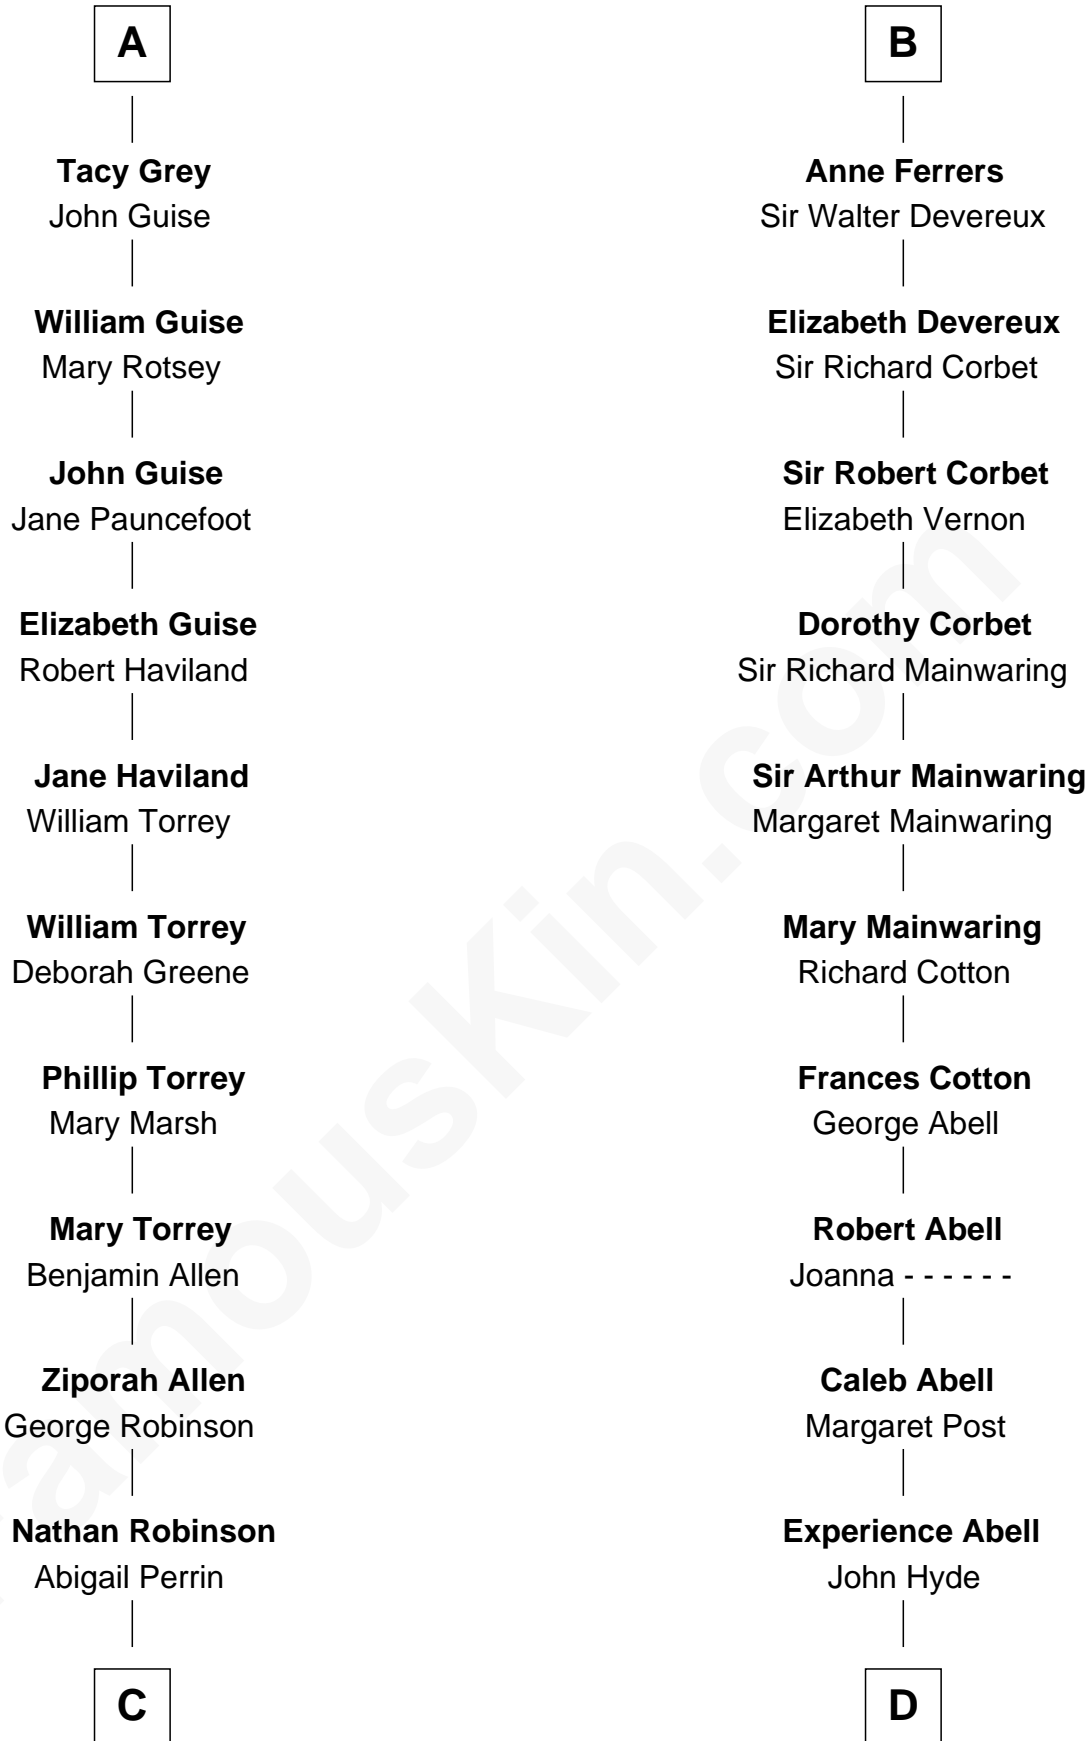 A
Tacy Grey
John Guise
William Guise
Mary Rotsey
John Guise
Jane Pauncefoot
Elizabeth Guise
Robert Haviland
Jane Haviland
William Torrey
William Torrey
Deborah Greene
Phillip Torrey
Mary Marsh
Mary Torrey
Benjamin Allen
Ziporah Allen
George Robinson
Nathan Robinson
Abigail Perrin
C
B
Anne Ferrers
Sir Walter Devereux
Elizabeth Devereux
Sir Richard Corbet
Sir Robert Corbet
Elizabeth Vernon
Dorothy Corbet
Sir Richard Mainwaring
Sir Arthur Mainwaring
Margaret Mainwaring
Mary Mainwaring
Richard Cotton
Frances Cotton
George Abell
Robert Abell
Joanna - - - - - -
Caleb Abell
Margaret Post
Experience Abell
John Hyde
D
FamousKin.com